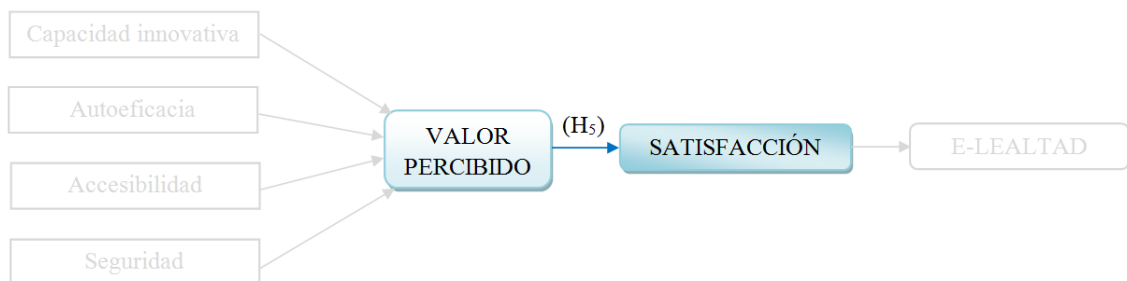 Capacidad innovativa
Autoeficacia
Accesibilidad
Seguridad
VALOR
PERCIBIDO
(H₅)
SATISFACCIÓN
E-LEALTAD